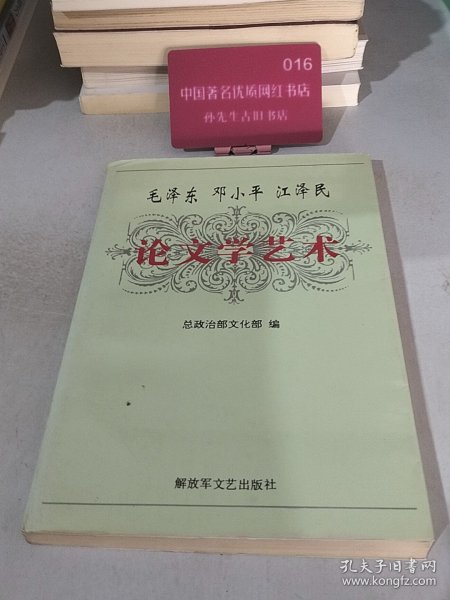 016
中国著名优质网红书店
孙先生古旧书店
毛泽东 邓小平 江泽民
论文学艺术
总政治部文化部 编
解放军文艺出版社
孔夫子旧书网
www.kongfz.com